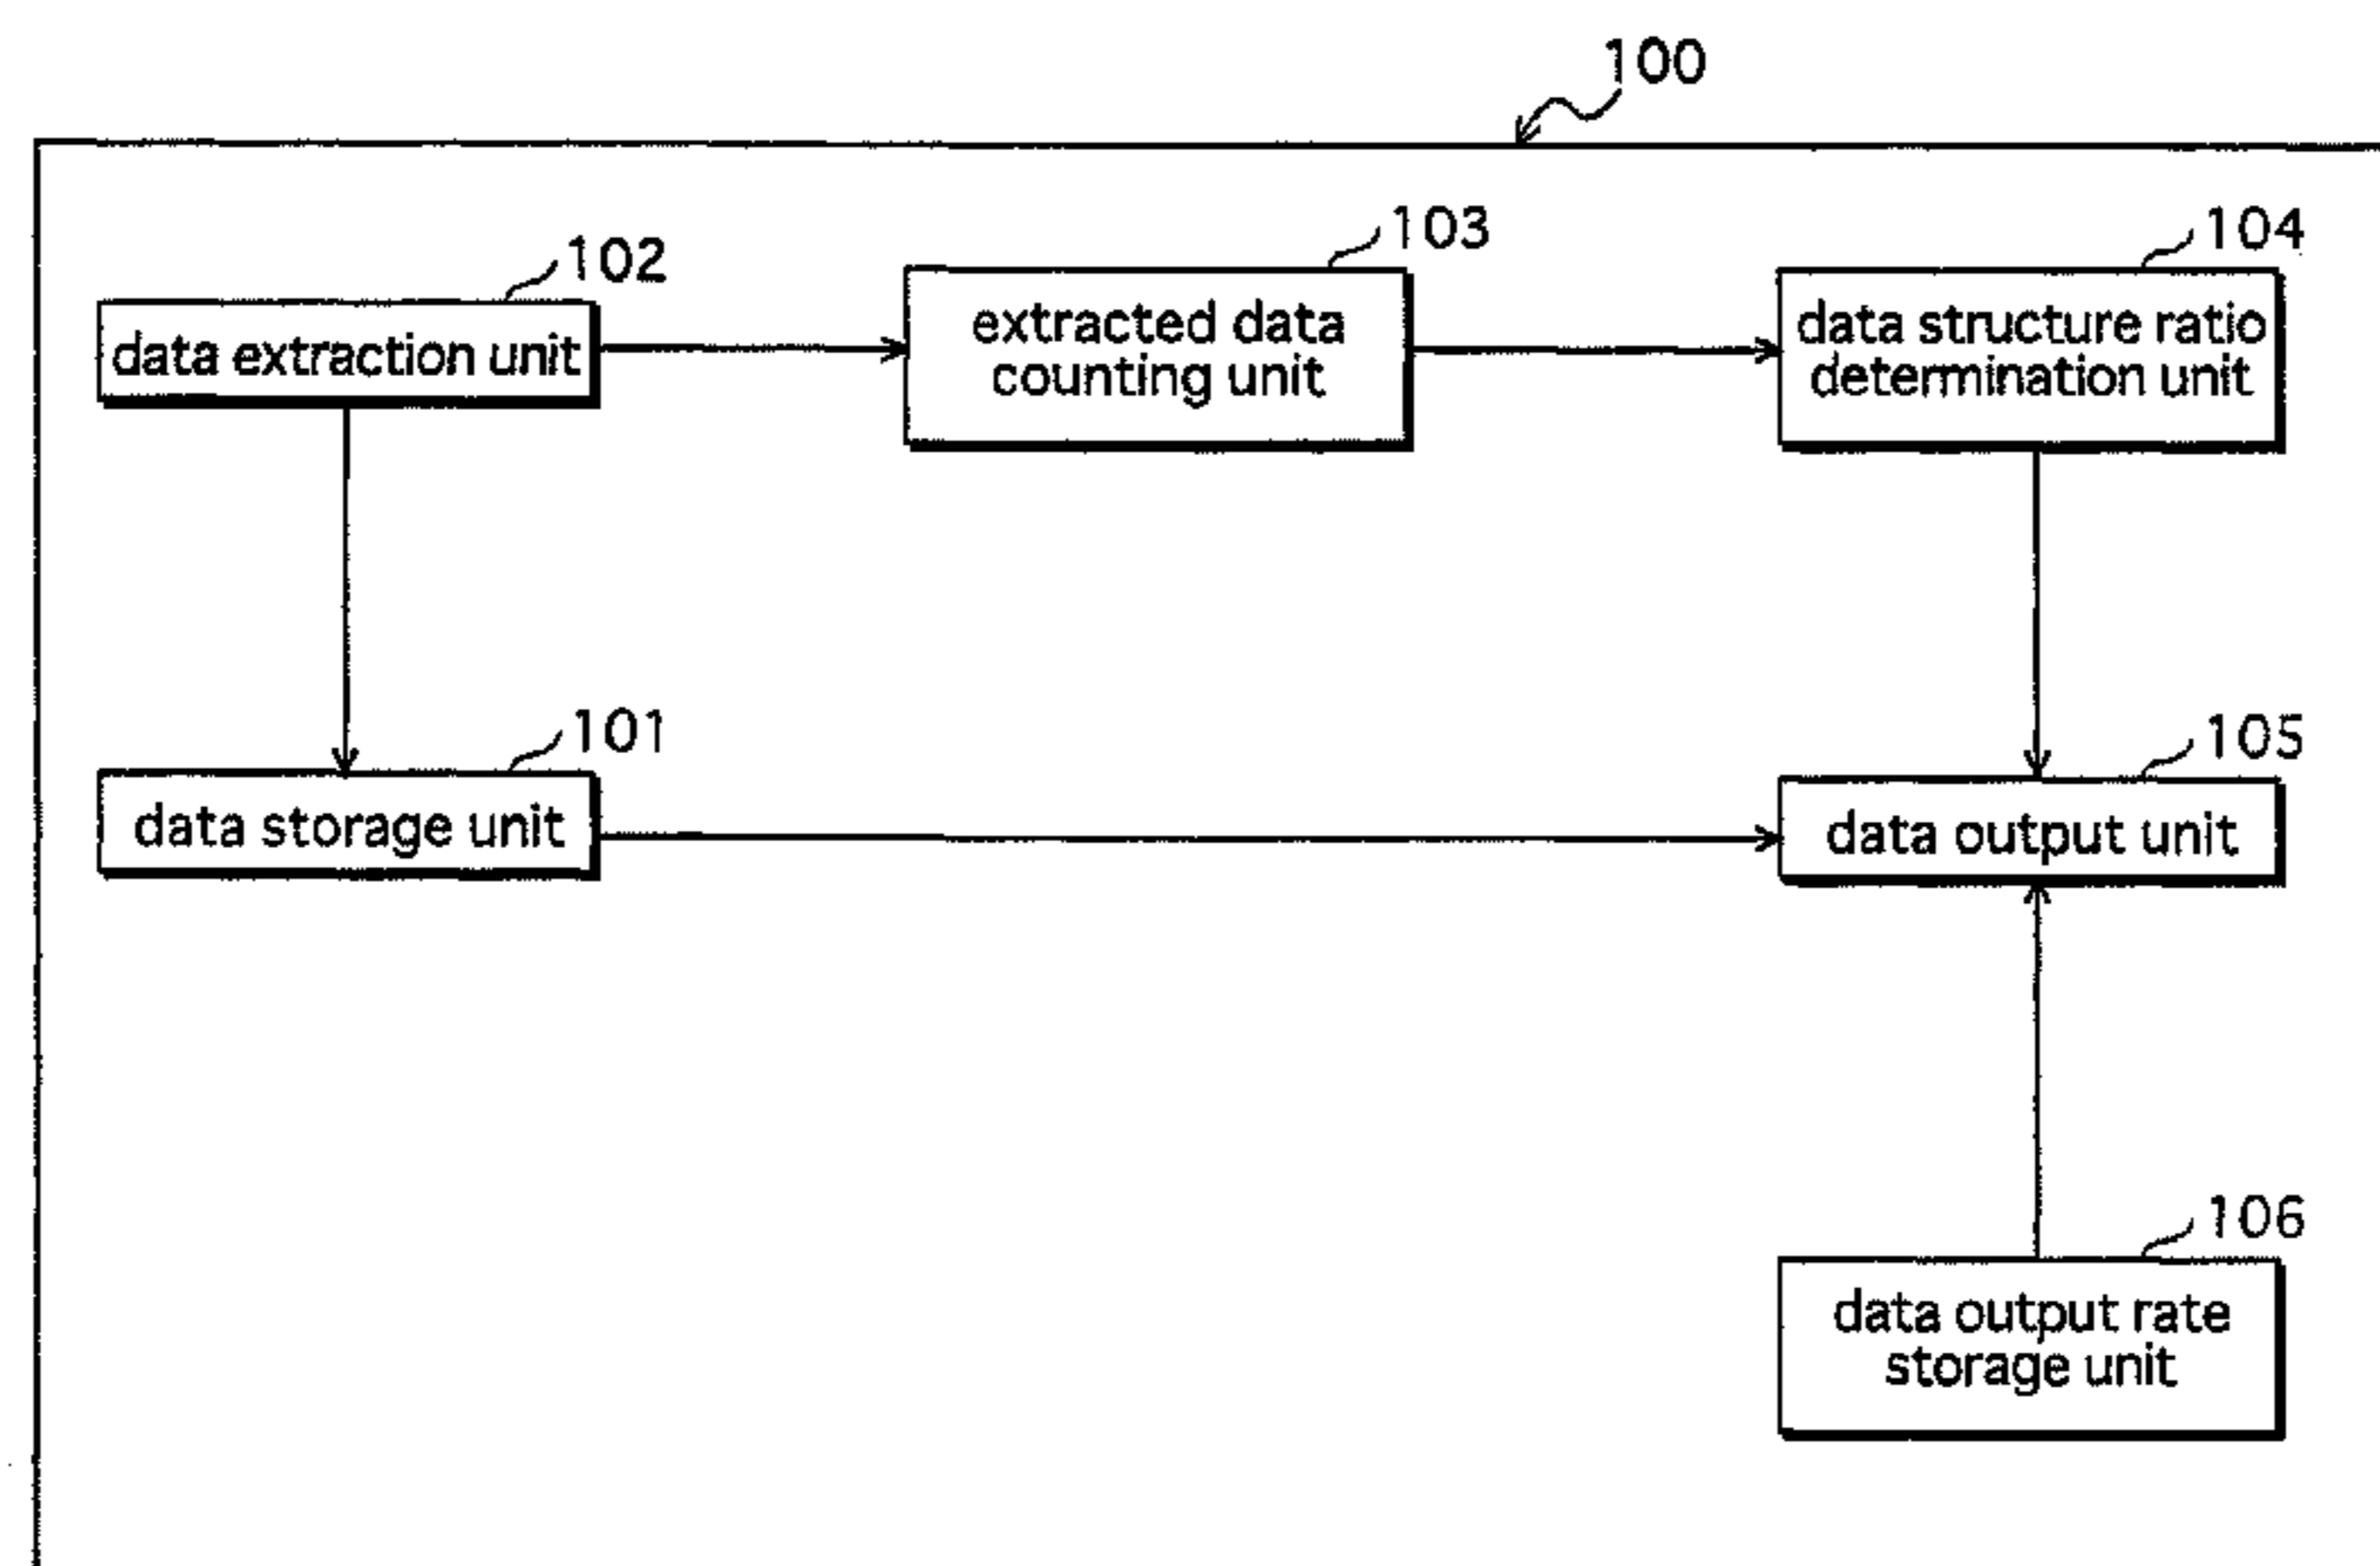 100
102
data extraction unit
103
extracted data
counting unit
104
data structure ratio
determination unit
101
data storage unit
105
data output unit
106
data output rate
storage unit